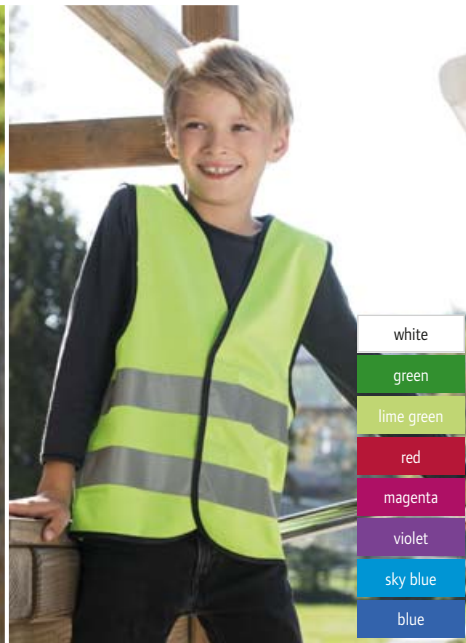 white
green
lime green
red
magenta
violet
sky blue
blue